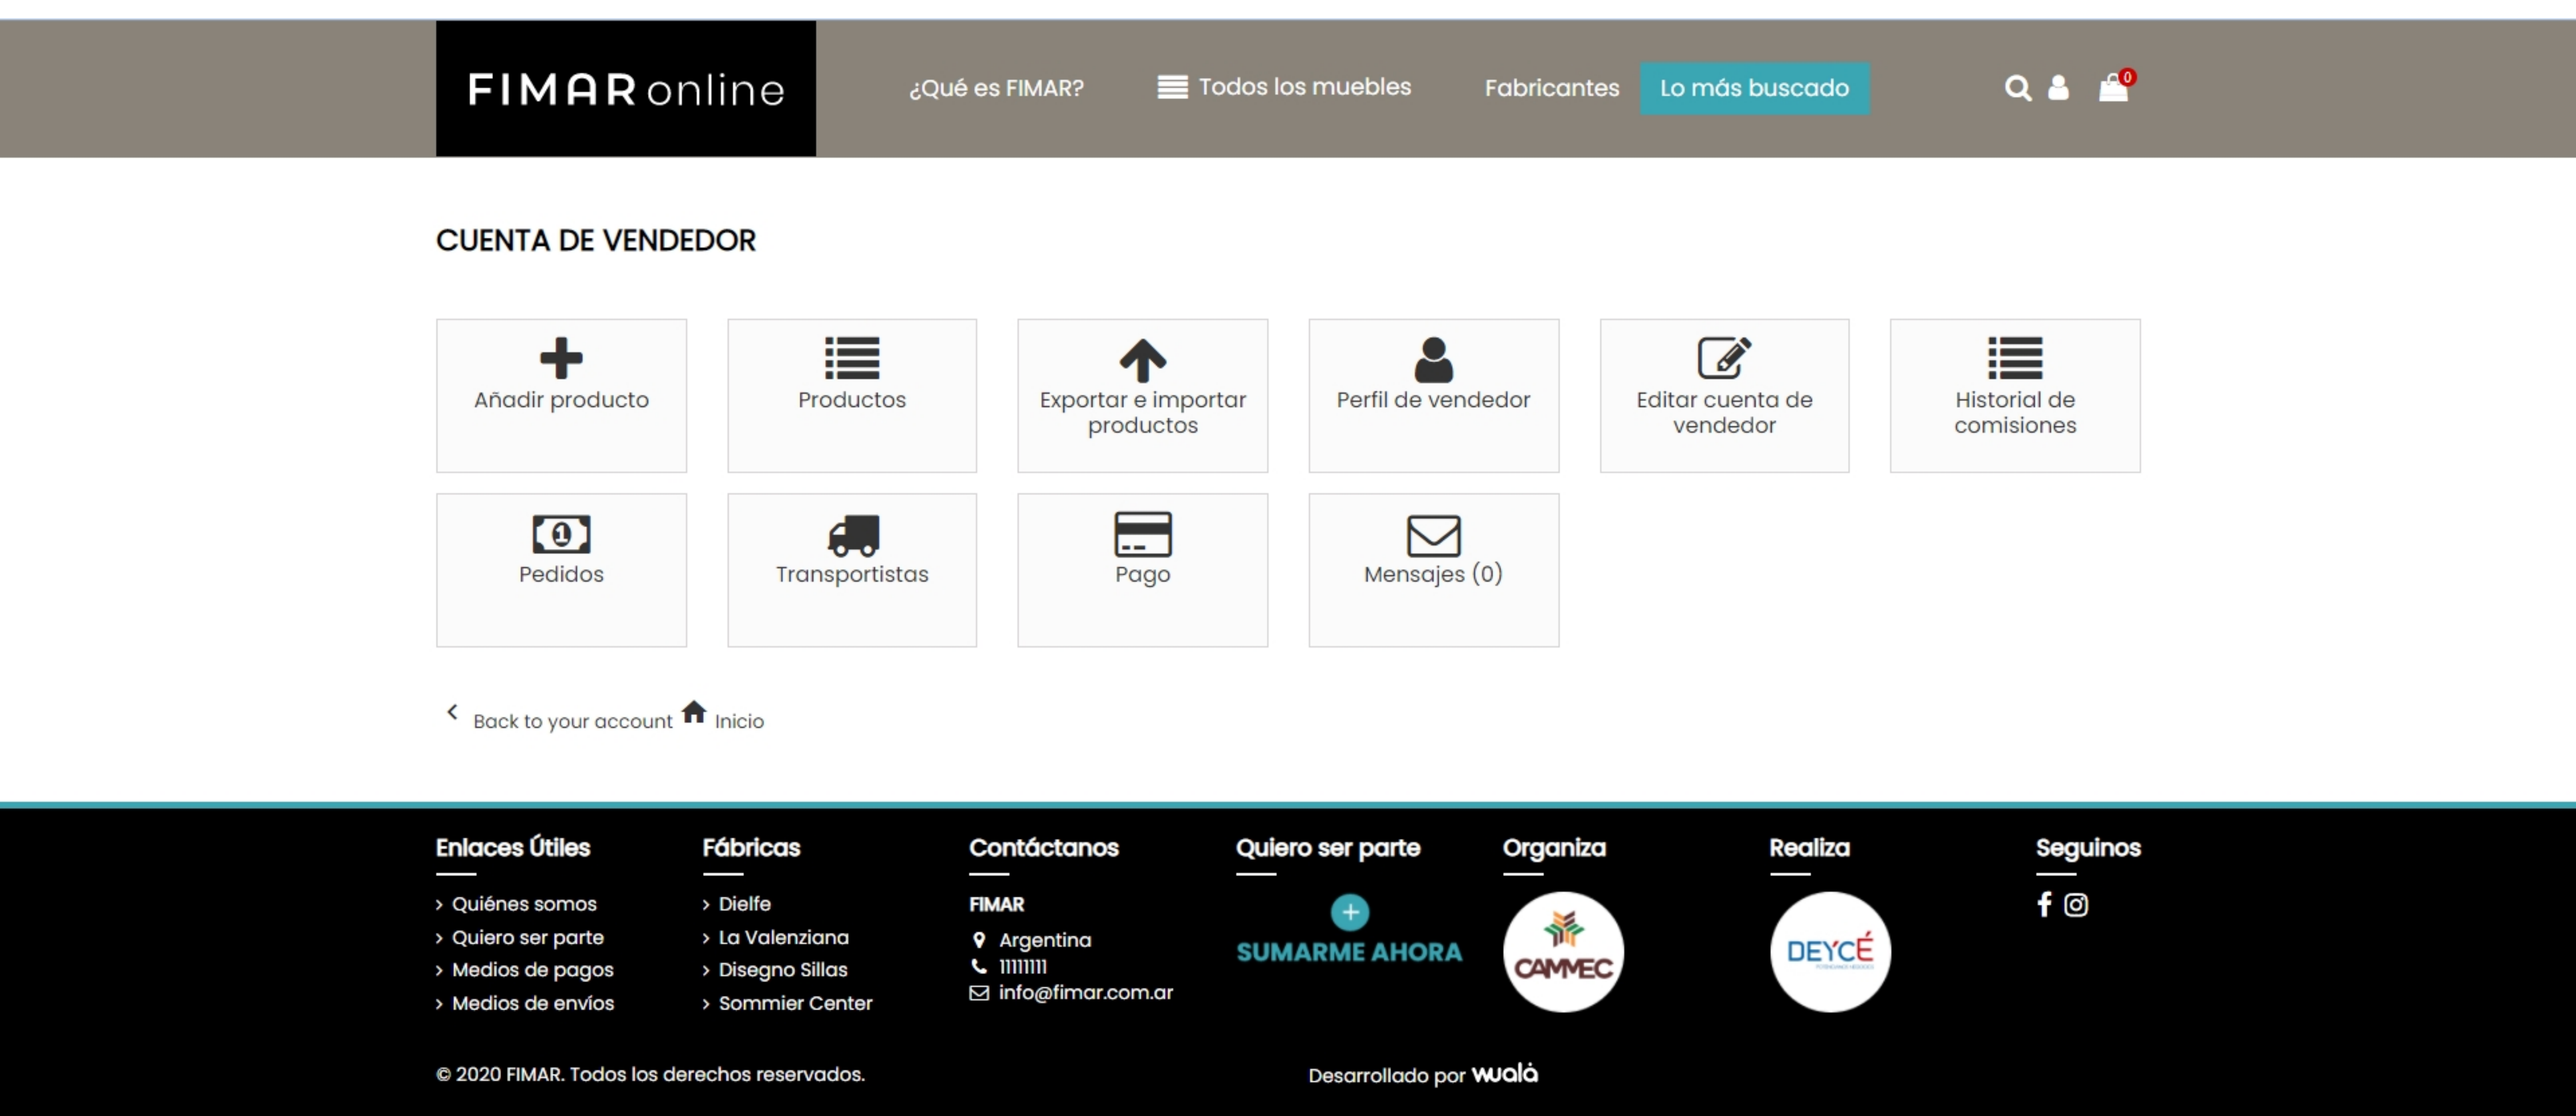 FIMAR online
¿Qué es FIMAR?
Todos los muebles
Fabricantes
Lo más buscado
0
CUENTA DE VENDEDOR
Añadir producto
Productos
Exportar e importar
productos
Perfil de vendedor
Editar cuenta de
vendedor
Historial de
comisiones
1
Pedidos
Transportistas
Pago
Mensajes (0)
Back to your account
Inicio
Enlaces Útiles
Quiénes somos
Quiero ser parte
Medios de pagos
Medios de envíos
Fábricas
Dielfe
La Valenziana
Disegno Sillas
Sommier Center
Contáctanos
FIMAR
Argentina
11111111
info@fimar.com.ar
Quiero ser parte
SUMARME AHORA
Organiza
CAMMEC
Realiza
DEYCÉ
Seguinos
© 2020 FIMAR. Todos los derechos reservados.
Desarrollado por wualá